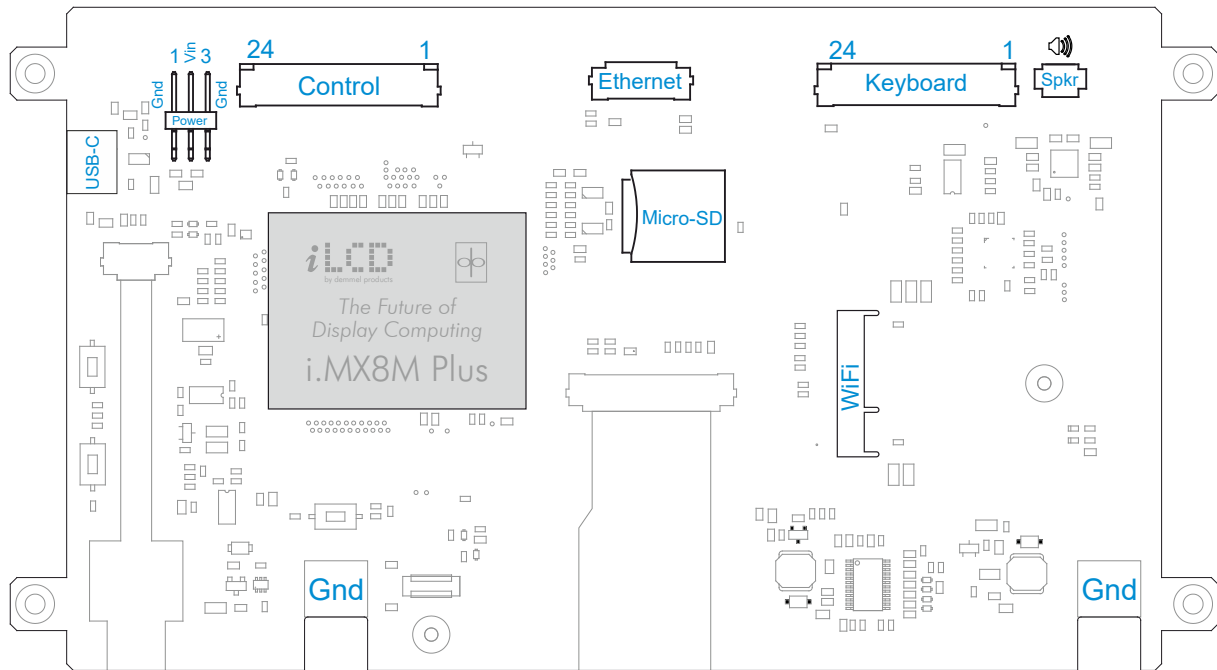 1 Vin 3
Gnd
Gnd
Power
USB-C
24 1
Control
Ethernet
24 1
Keyboard
Spkr
Micro-SD
iLCD
by demmel products
The Future of
Display Computing
i.MX8M Plus
WiFi
Gnd
Gnd